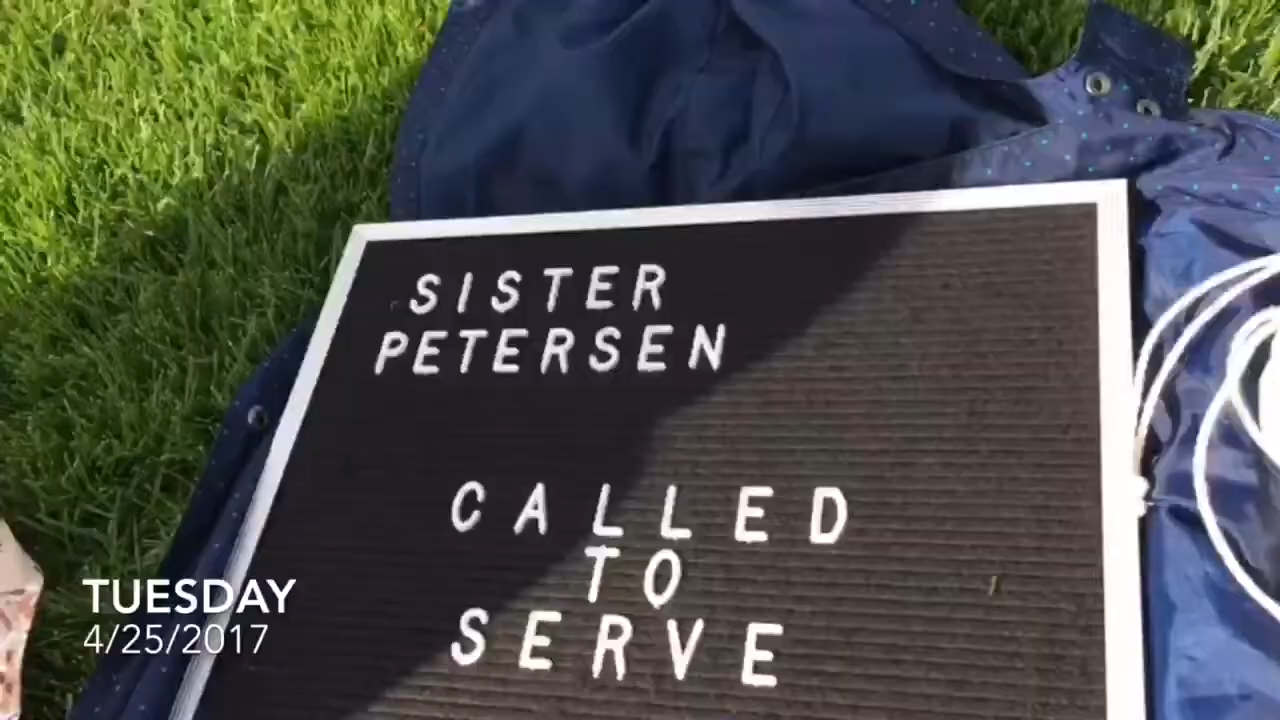 SISTER
PETERSEN
CALLED
TO
SERVE
TUESDAY
4/25/2017